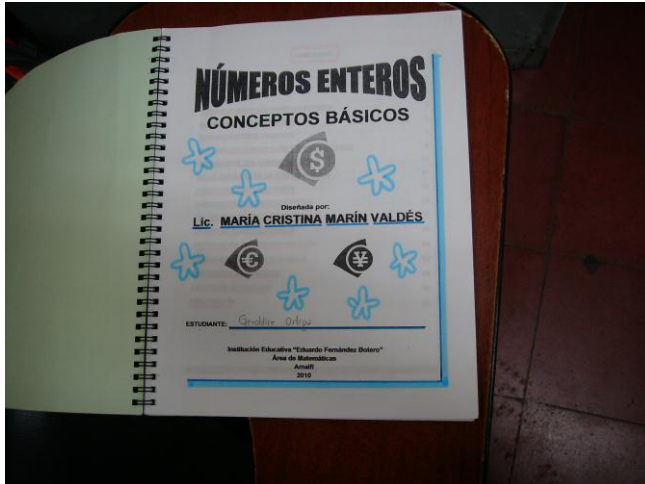 NÚMEROS ENTEROS
CONCEPTOS BÁSICOS
$
Diseñada por:
Lic. MARÍA CRISTINA MARÍN VALDÉS
€ ¥
ESTUDIANTE:
Institución Educativa "Eduardo Fernández Botero"
Área de Matemáticas
Amalfi
2010